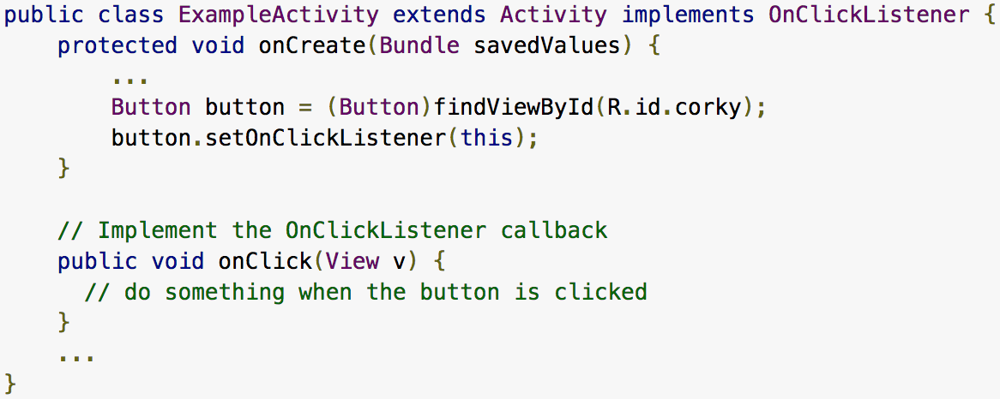 public class ExampleActivity extends Activity implements OnClickListener {
    protected void onCreate(Bundle savedValues) {
        ...
        Button button = (Button)findViewById(R.id.corky);
        button.setOnClickListener(this);
    }

    // Implement the OnClickListener callback
    public void onClick(View v) {
      // do something when the button is clicked
    }
    ...
}